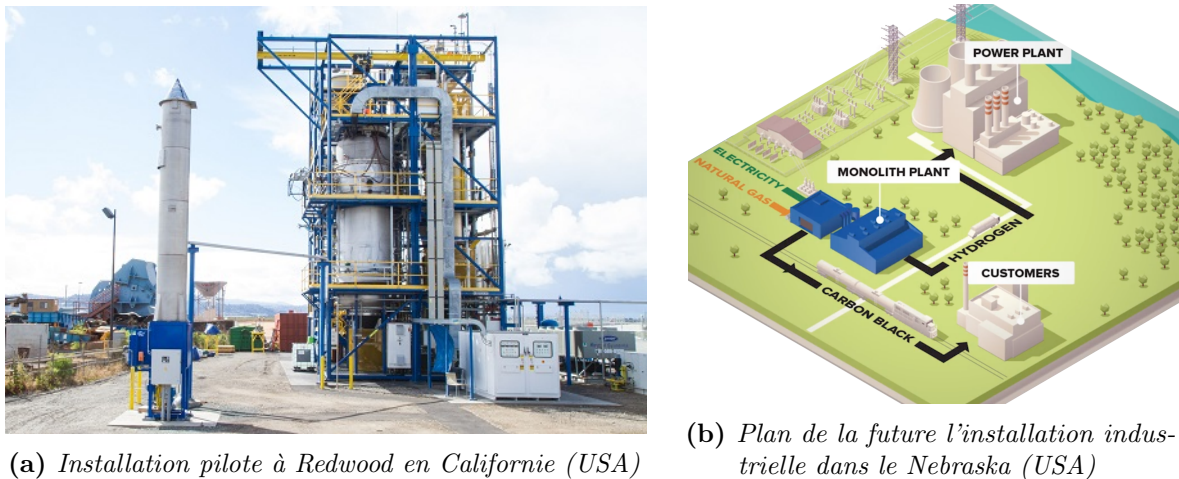 POWER PLANT
ELECTRICITY
NATURAL GAS
MONOLITH PLANT
HYDROGEN
CUSTOMERS
CARBON BLACK
(a) Installation pilote à Redwood en Californie (USA)
(b) Plan de la future l'installation indus-
trielle dans le Nebraska (USA)